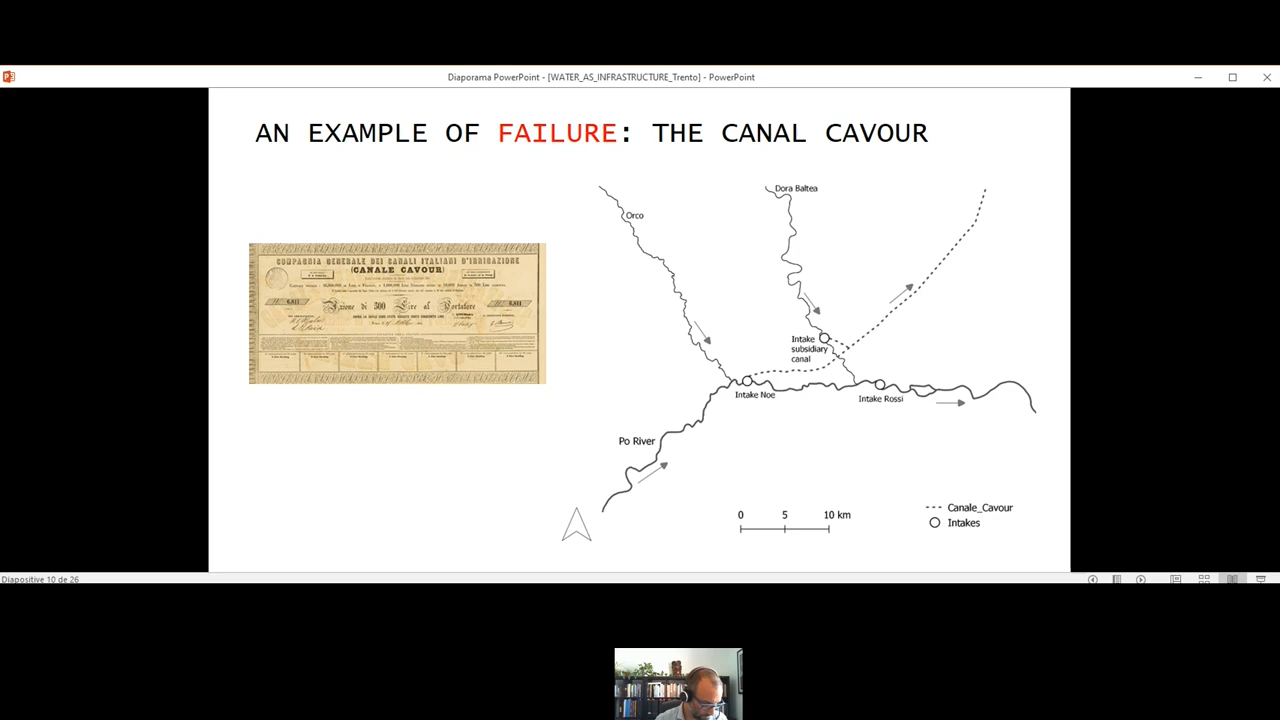 Diaporama PowerPoint - [WATER_AS_INFRASTRUCTURE_Trento] - PowerPoint
AN EXAMPLE OF FAILURE: THE CANAL CAVOUR
Dora Baltea
Orco
COMPAGNIA GENERALE DEI CANALI ITALIANI D'IRRIGAZIONE
(CANALE CAVOUR)
Azione di 500 Lire al Portatore
Intake
subsidiary
canal
Intake Noe
Intake Rossi
Po River
0 5 10 km
Canale_Cavour
Intakes
Diapositive 10 de 26